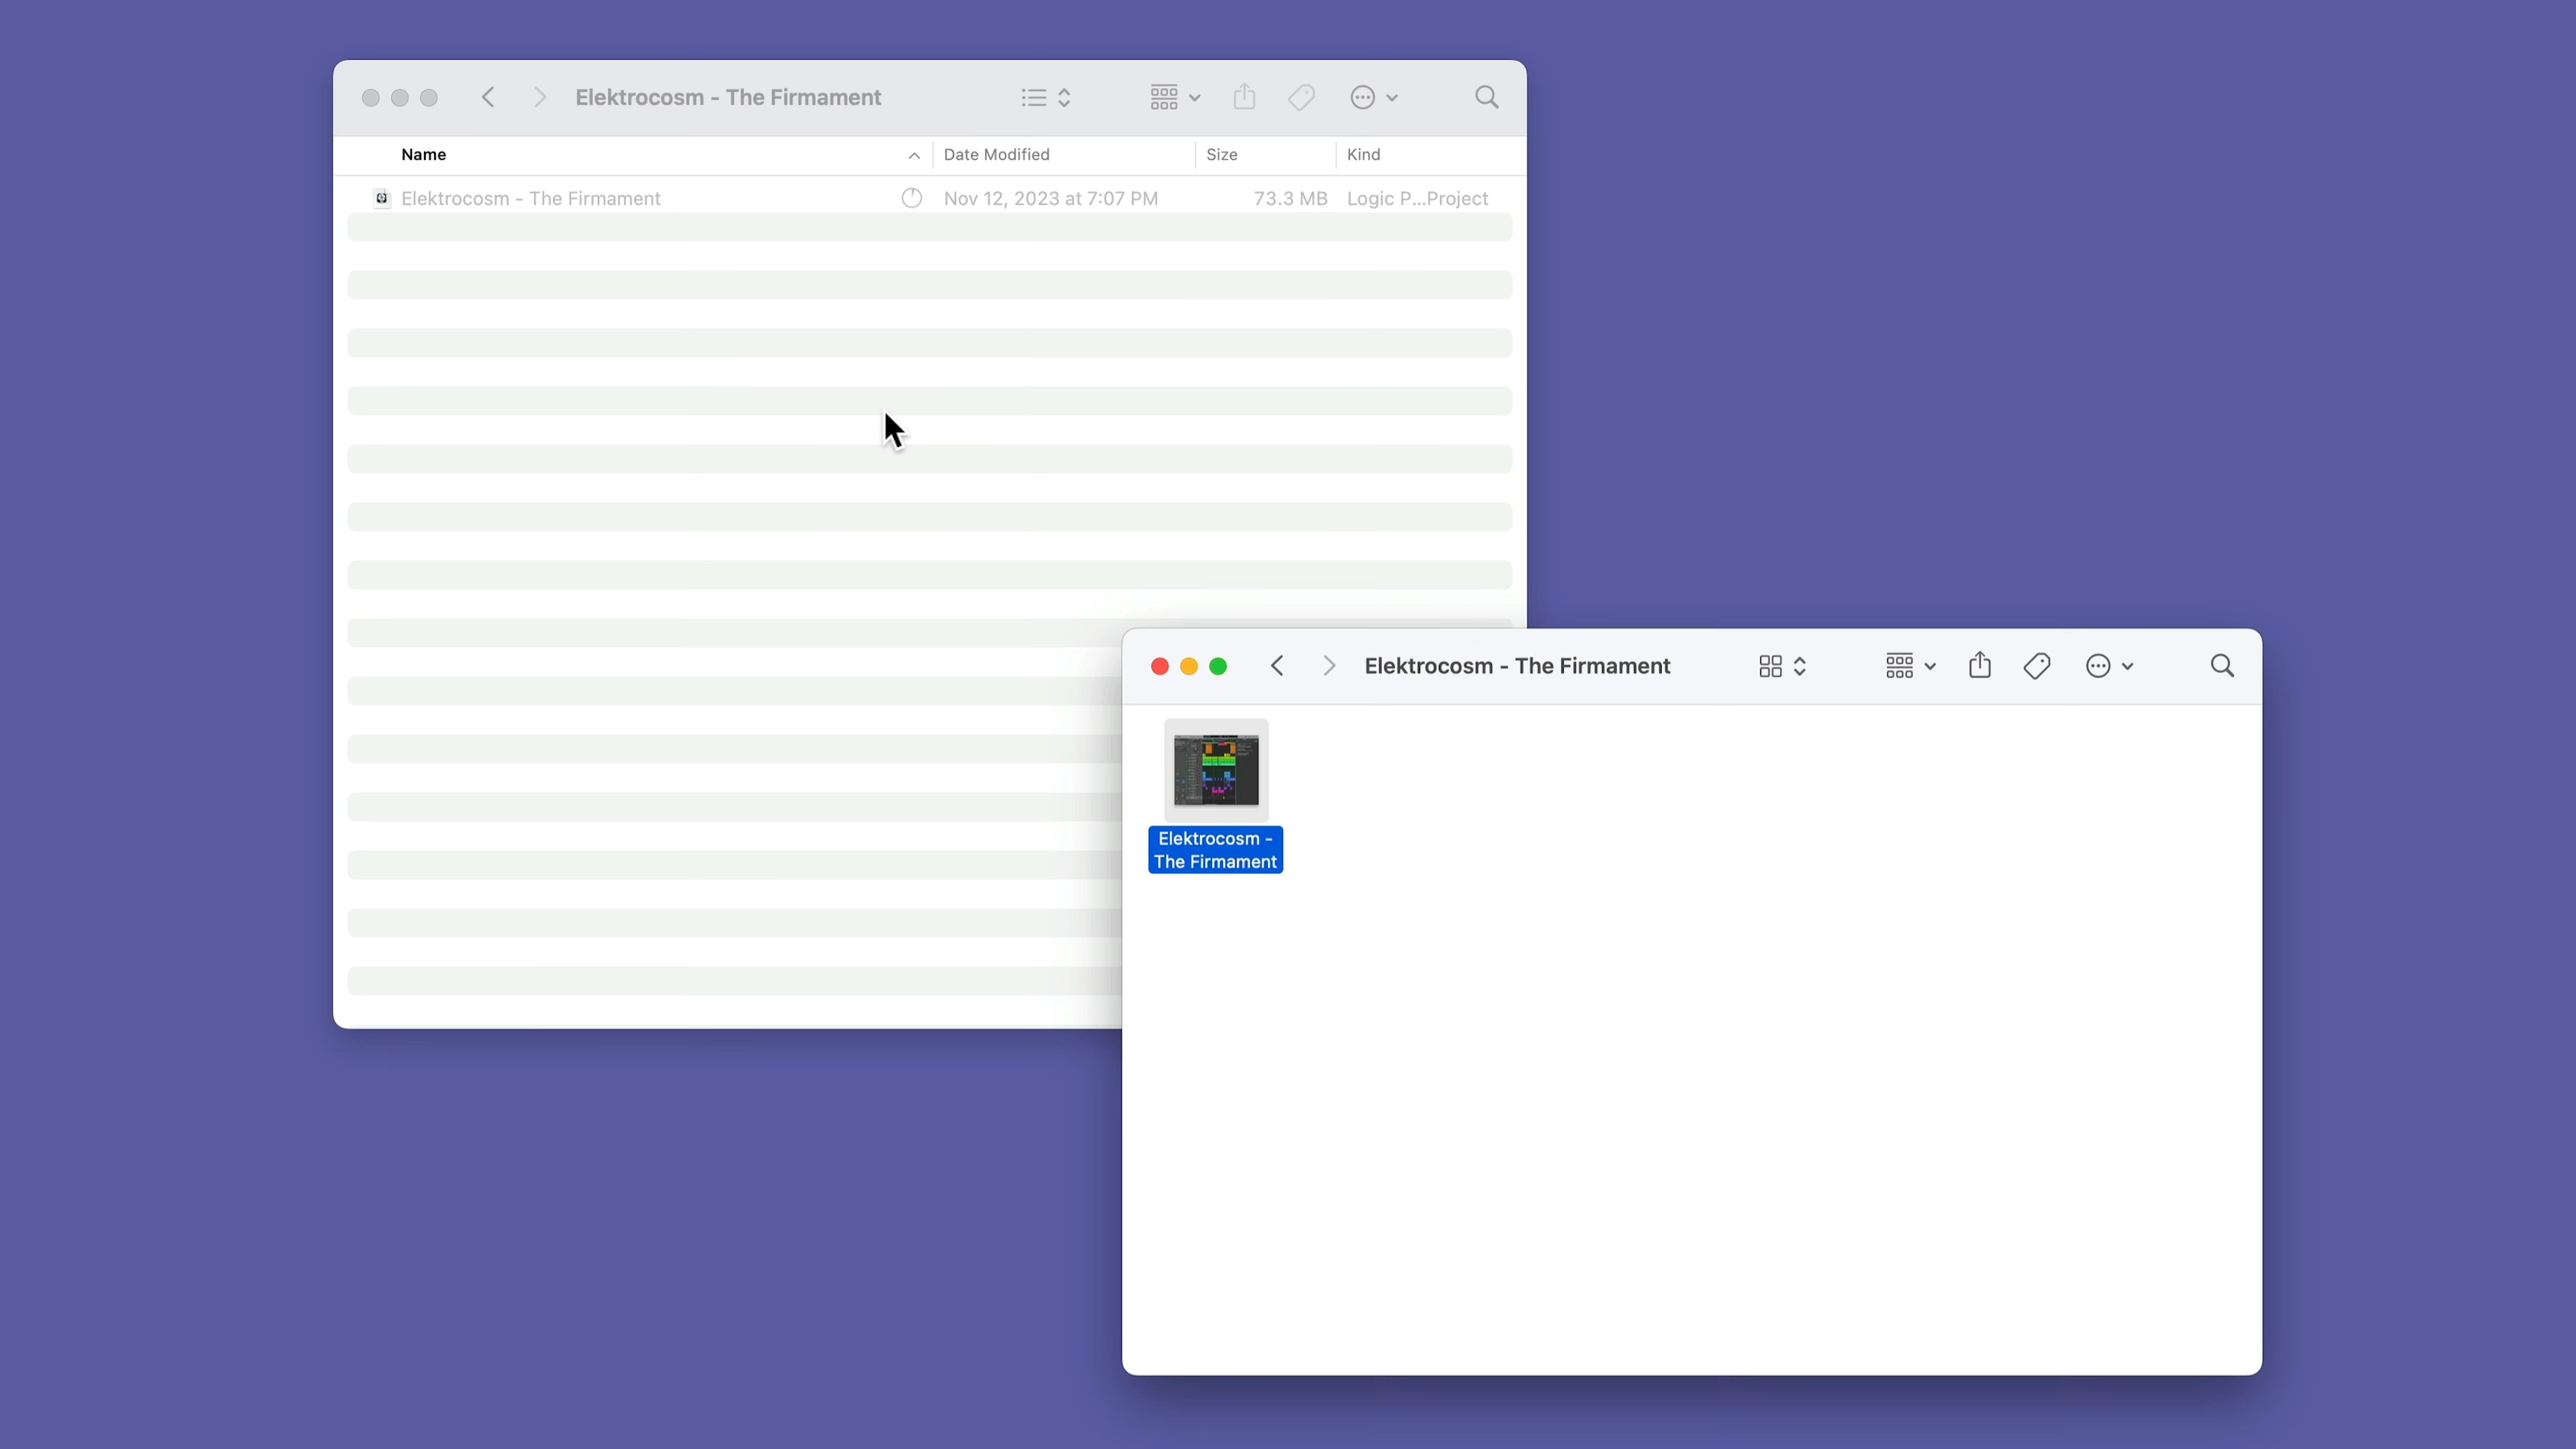 Elektrocosm - The Firmament
Name
Date Modified
Size
Kind
Elektrocosm - The Firmament
Nov 12, 2023 at 7:07 PM
73.3 MB
Logic P...Project
Elektrocosm - The Firmament
Elektrocosm -
The Firmament